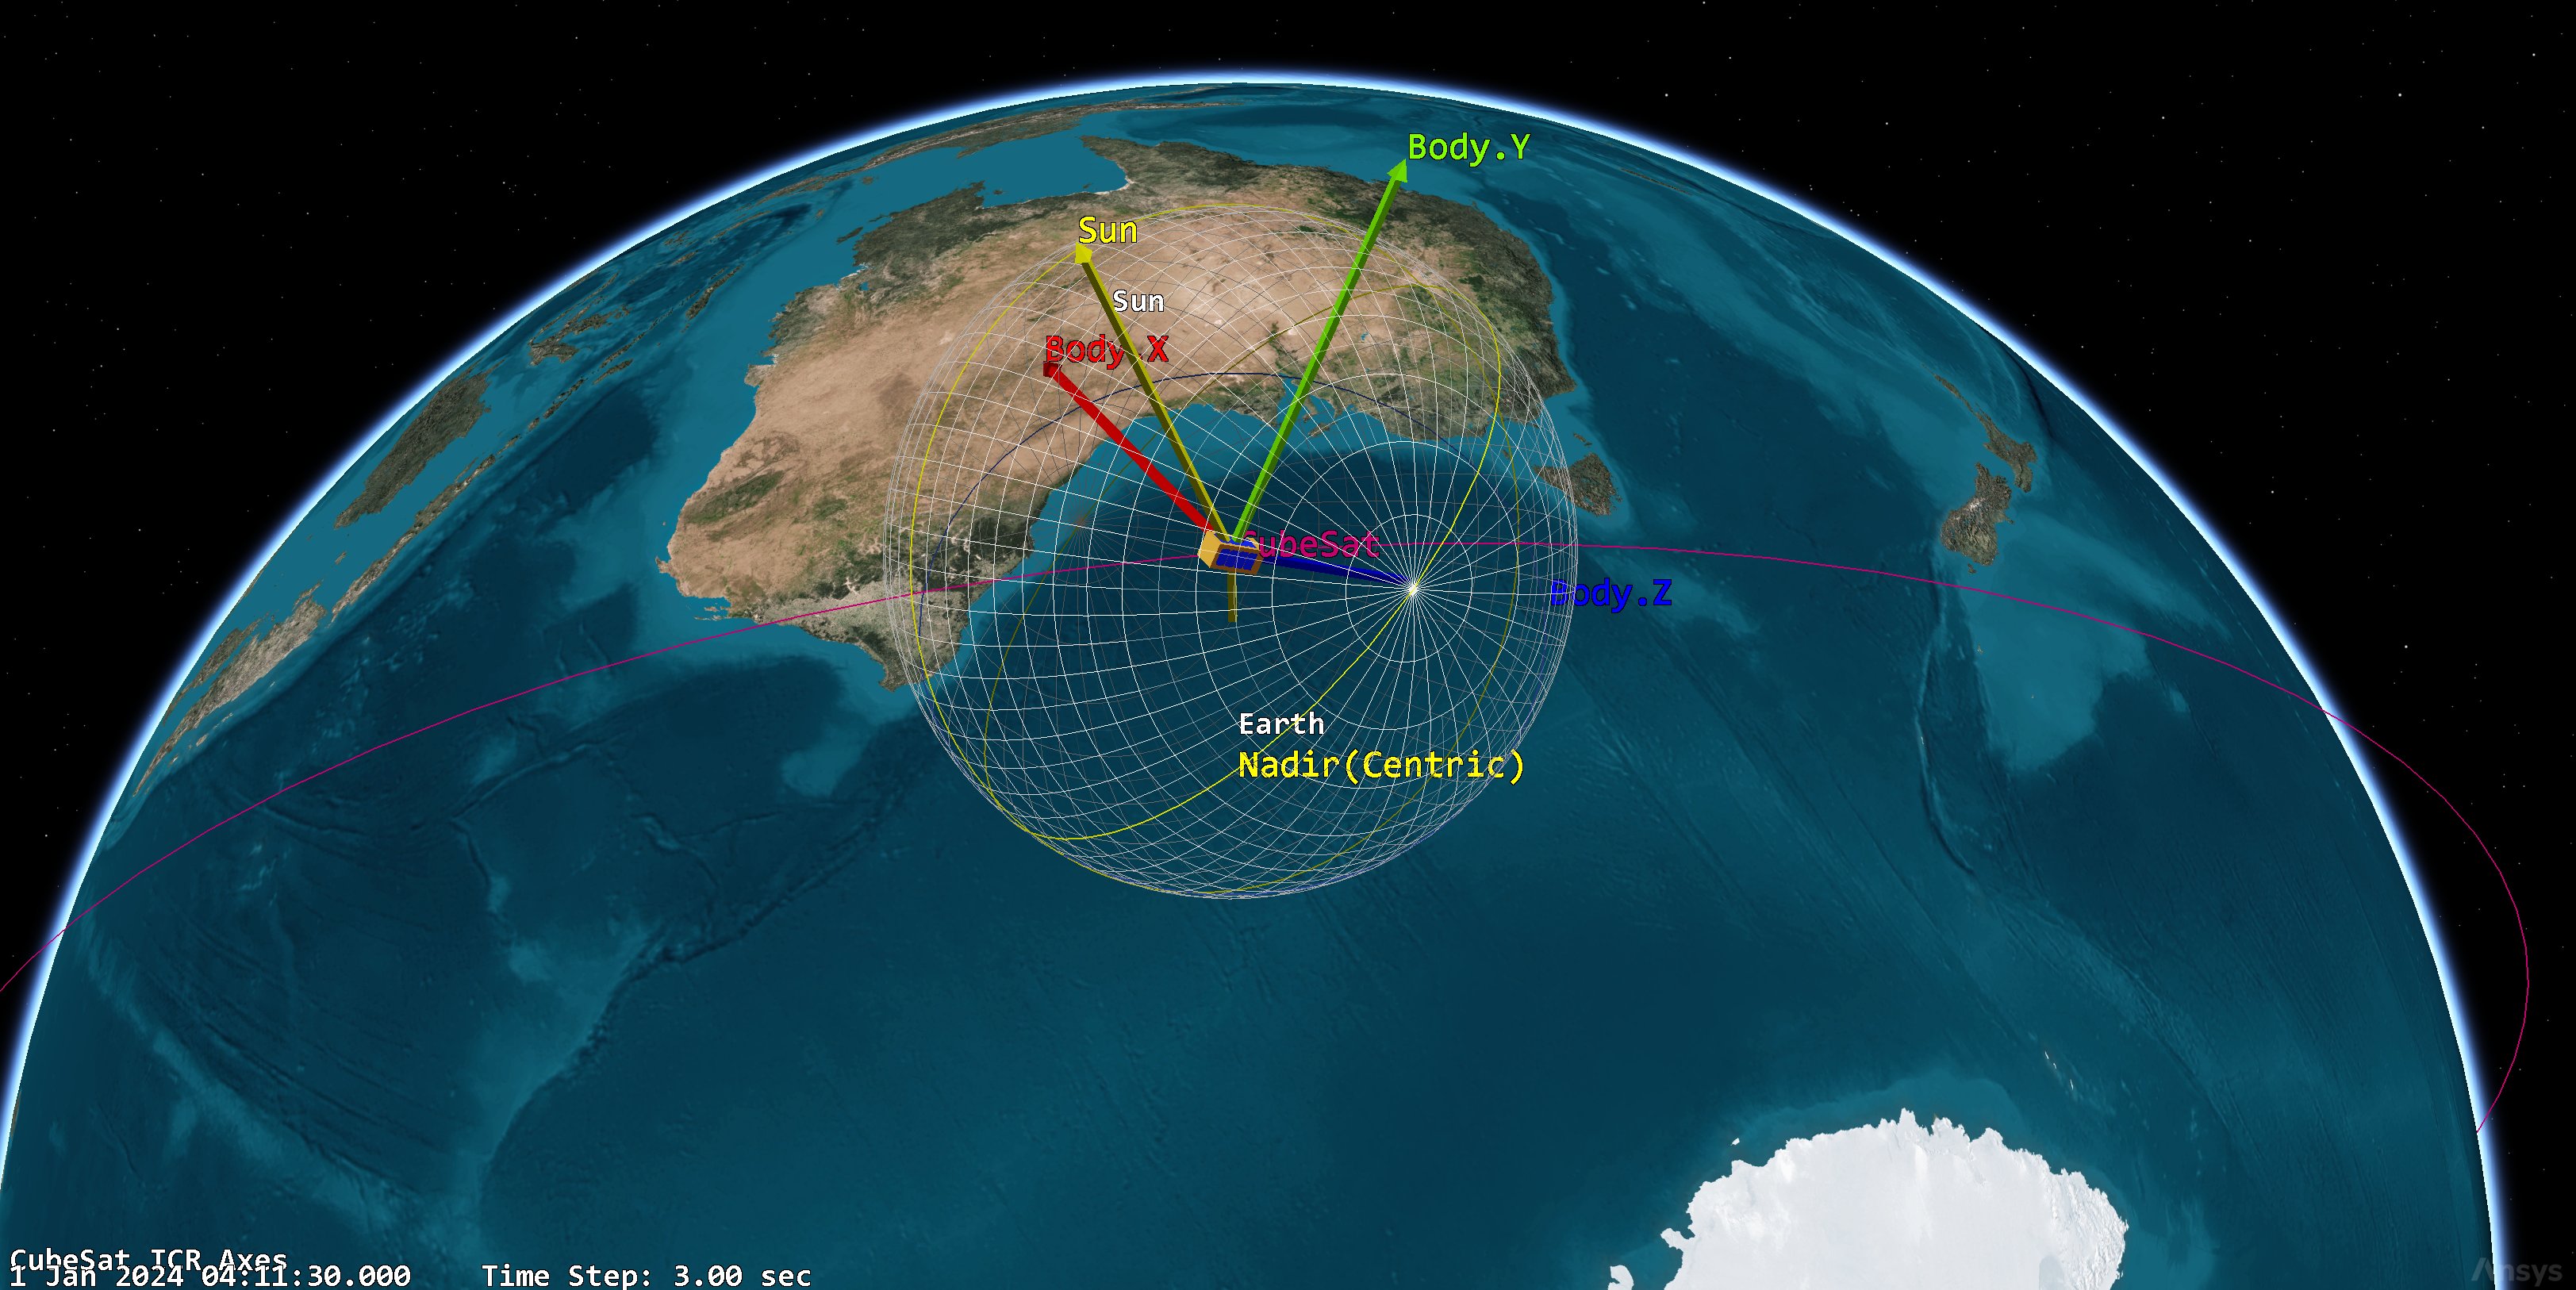 Body.Y
Sun
Sun
Body.X
CubeSat
Body.Z
Earth
Nadir(Centric)
CubeSat ICR Axes
1 Jan 2024 04:11:30.000 Time Step: 3.00 sec
Ansys